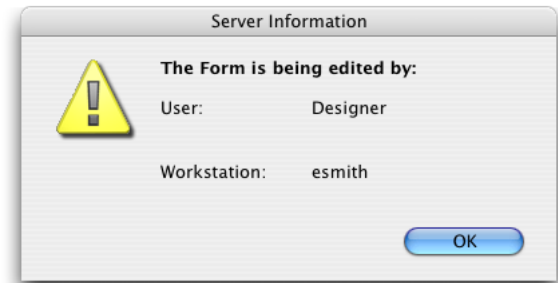 Server Information
The Form is being edited by:
User: Designer
Workstation: esmith
OK